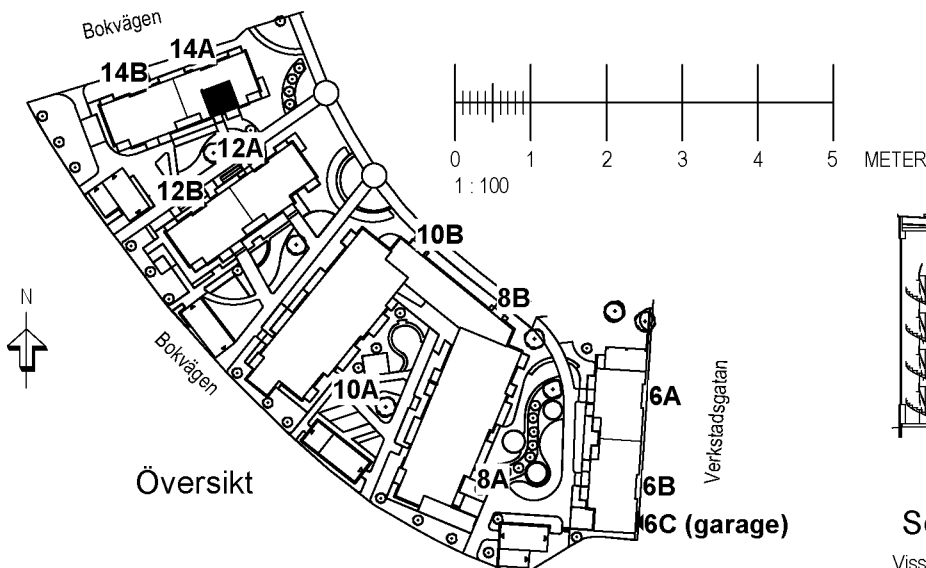 Bokvägen
14A
14B
0 1 2 3 4 5 METER
1 : 100
12A
12B
10B
N
8B
Bokvägen
10A
6A
Verkstadsgatan
Översikt
8A
6B
6C (garage)